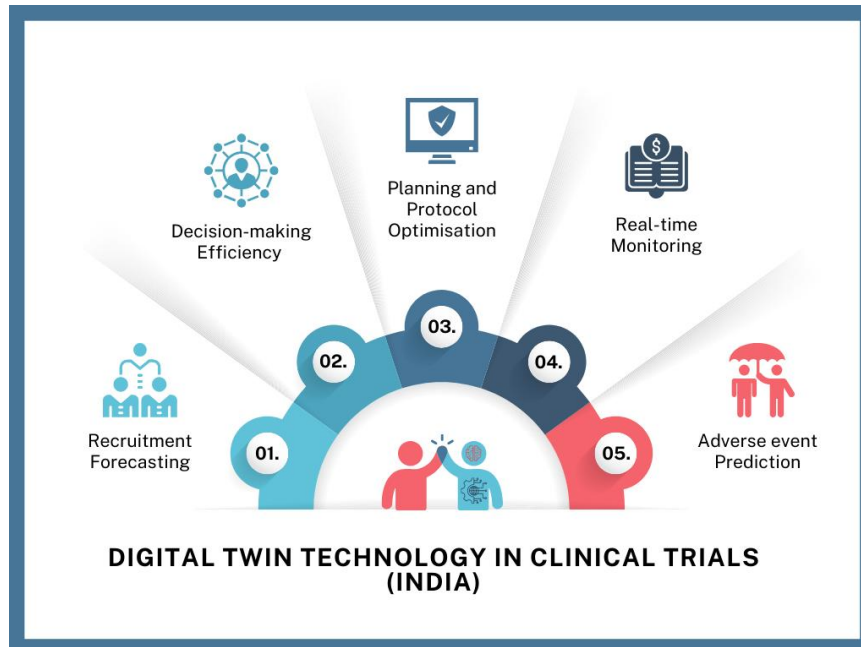 Recruitment
Forecasting
01.
Decision-making
Efficiency
02.
Planning and
Protocol
Optimisation
03.
$
Real-time
Monitoring
04.
Adverse event
Prediction
05.
DIGITAL TWIN TECHNOLOGY IN CLINICAL TRIALS
(INDIA)